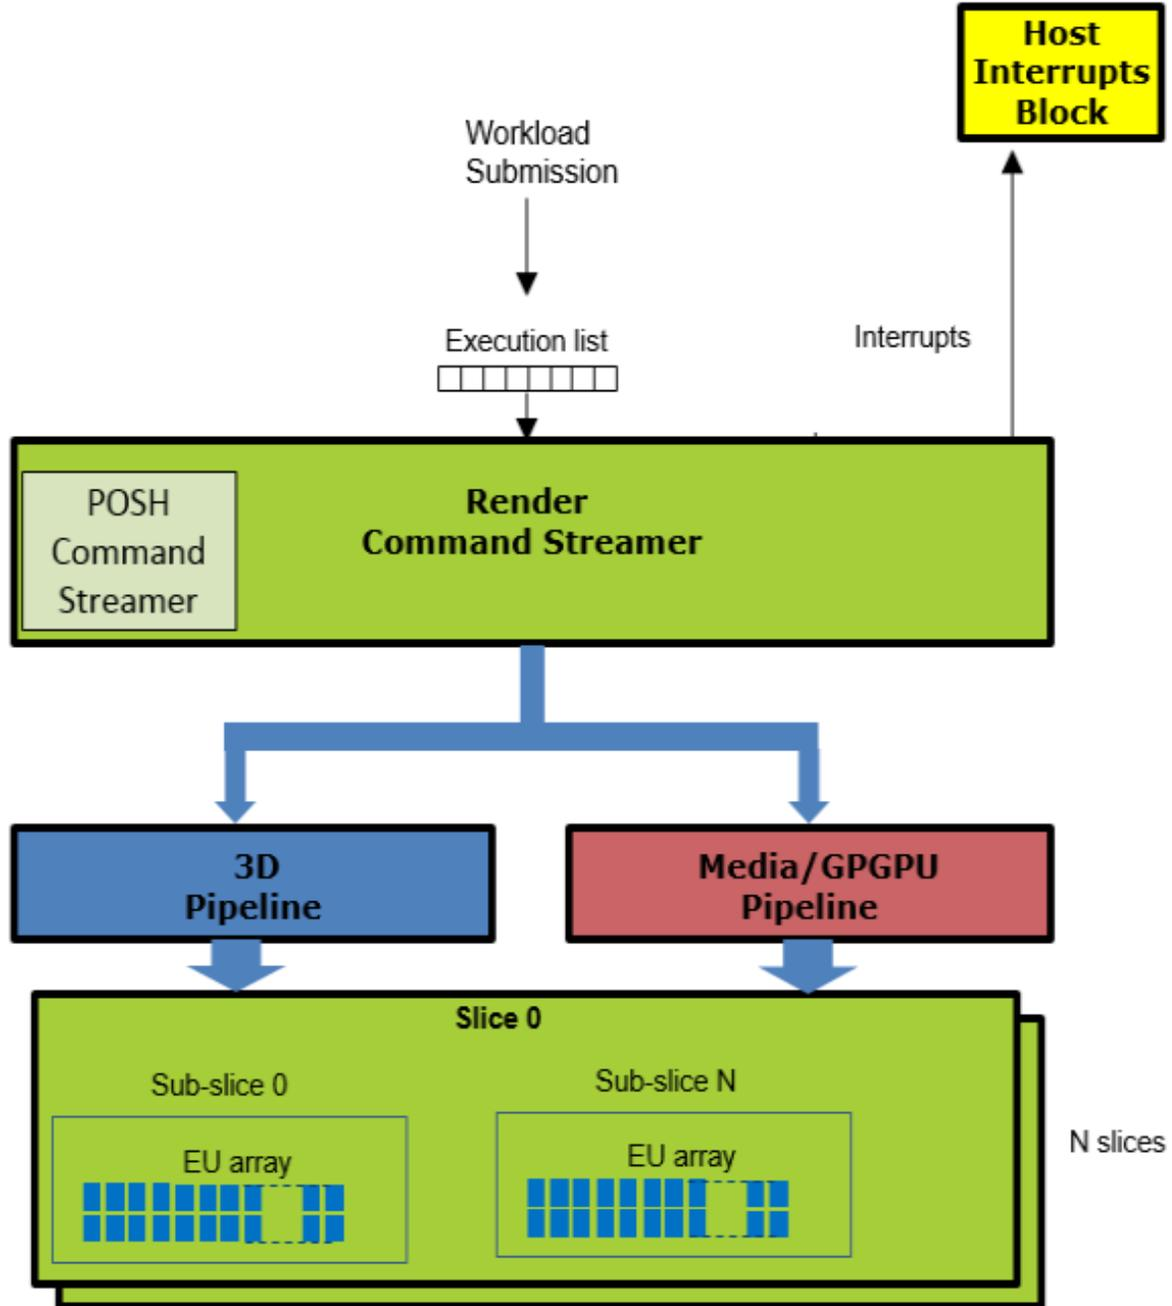 Host
Interrupts
Block
Workload
Submission
Execution list
Interrupts
POSH
Command
Streamer
Render
Command Streamer
3D
Pipeline
Media/GPGPU
Pipeline
Slice 0
Sub-slice 0
Sub-slice N
EU array
EU array
N slices